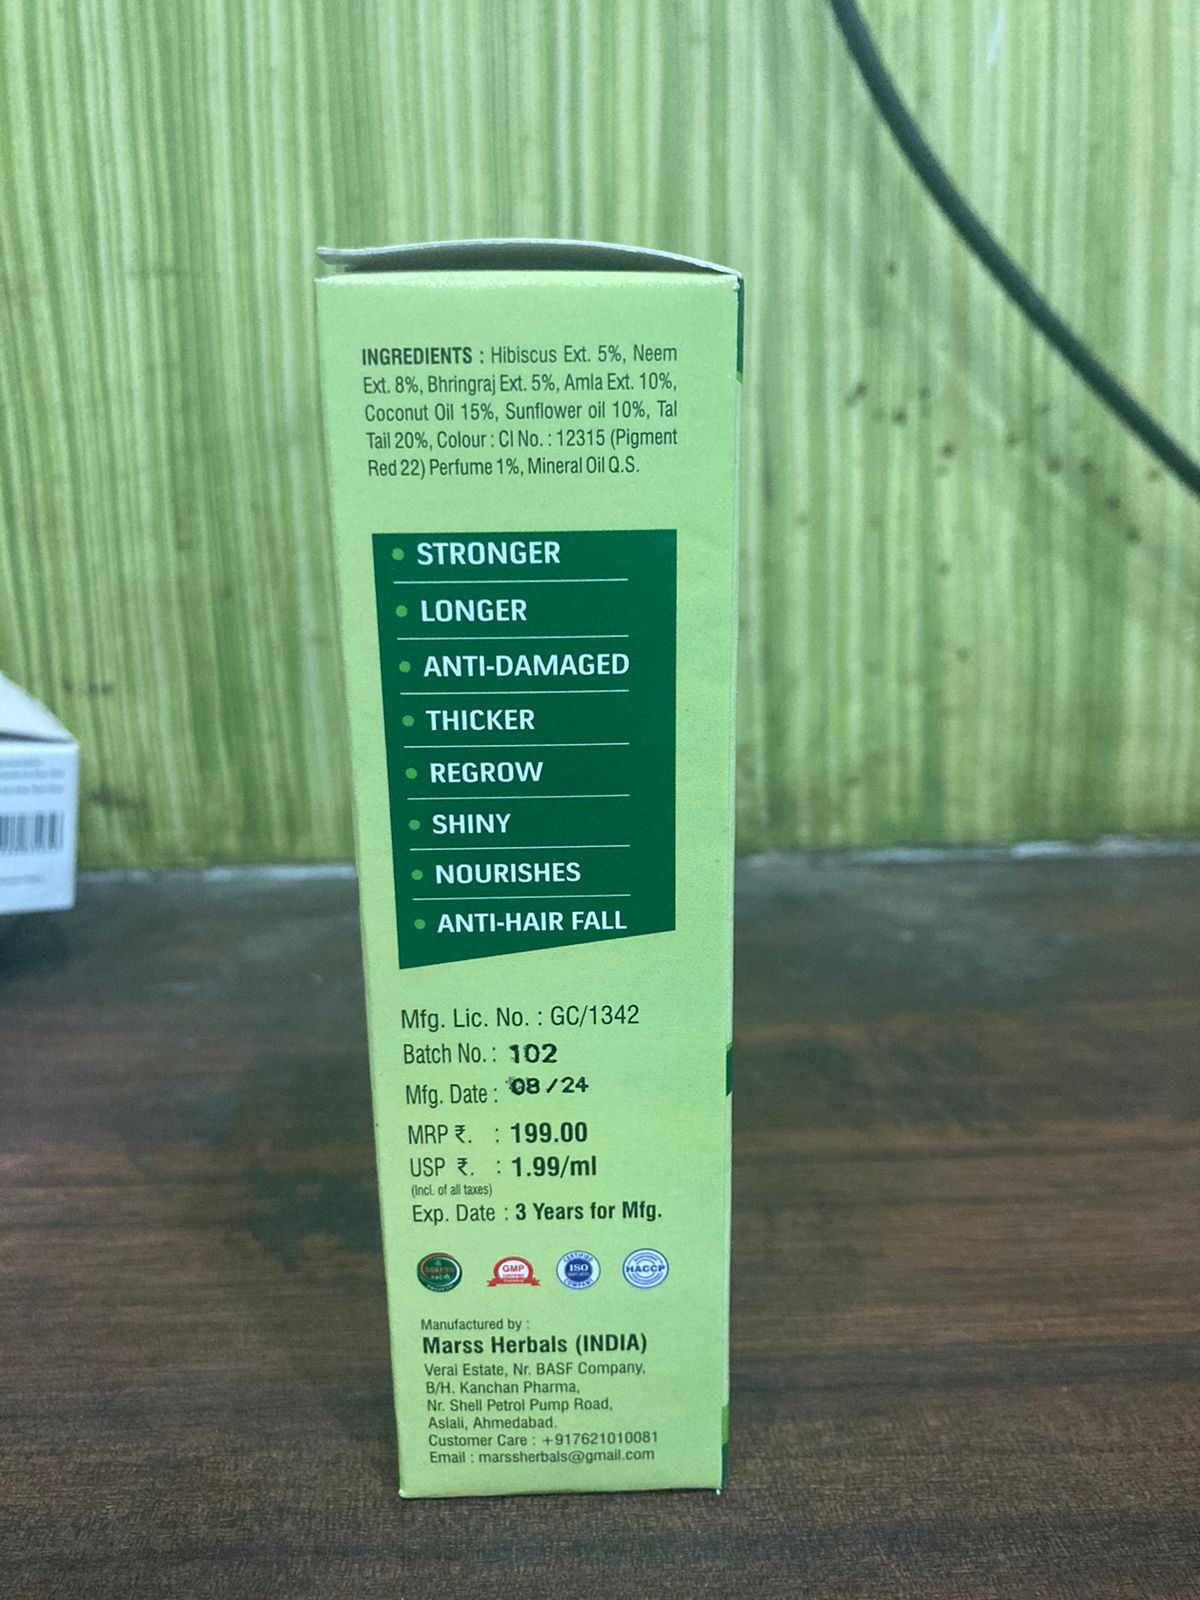 INGREDIENTS : Hibiscus Ext. 5%, Neem
Ext. 8%, Bhringraj Ext. 5%, Amla Ext. 10%,
Coconut Oil 15%, Sunflower oil 10%, Tal
Tail 20%, Colour : CI No. : 12315 (Pigment
Red 22) Perfume 1%, Mineral Oil Q.S.
• STRONGER
• LONGER
• ANTI-DAMAGED
• THICKER
• REGROW
• SHINY
• NOURISHES
• ANTI-HAIR FALL
Mfg. Lic. No. : GC/1342
Batch No. : 102
Mfg. Date : 08/24
MRP ₹. : 199.00
USP ₹. : 1.99/ml
(Incl. of all taxes)
Exp. Date : 3 Years for Mfg.
GMP
CERTIFIED
ISO
COMPANY
HACCP
Manufactured by :
Marss Herbals (INDIA)
Verai Estate, Nr. BASF Company,
B/H. Kanchan Pharma,
Nr. Shell Petrol Pump Road,
Aslali, Ahmedabad.
Customer Care : +917621010081
Email : marssherbals@gmail.com